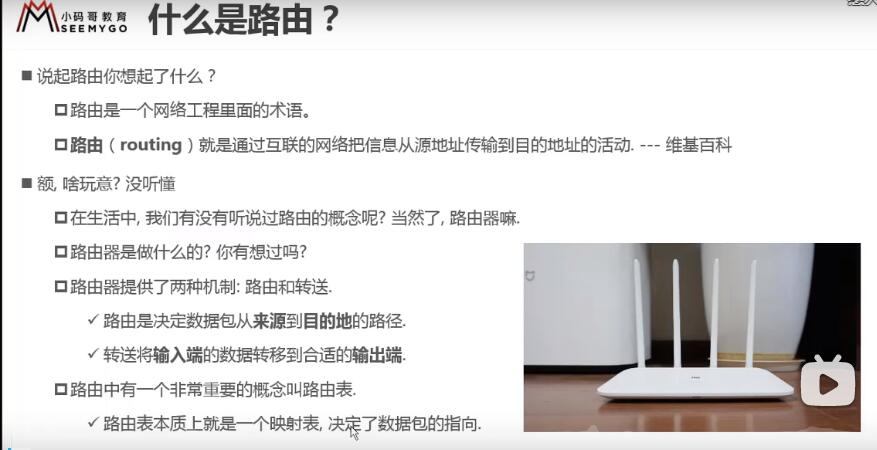 小码哥教育
SEEMYGO
什么是路由？
■ 说起路由你想起了什么？
路由是一个网络工程里面的术语。
路由（routing）就是通过互联的网络把信息从源地址传输到目的地址的活动. --- 维基百科
■ 额, 啥玩意? 没听懂
在生活中, 我们有没有听说过路由的概念呢? 当然了, 路由器嘛.
路由器是做什么的? 你有想过吗?
路由器提供了两种机制: 路由和转送.
✓ 路由是决定数据包从来源到目的地的路径.
✓ 转送将输入端的数据转移到合适的输出端.
路由中有一个非常重要的概念叫路由表.
✓ 路由表本质上就是一个映射表, 决定了数据包的指向.